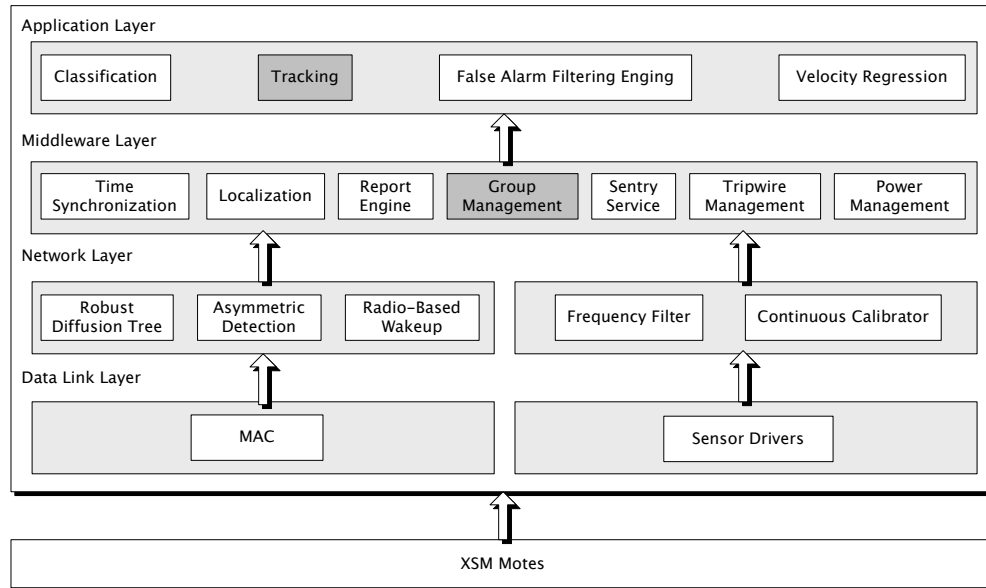 Application Layer
Classification
Tracking
False Alarm Filtering Enging
Velocity Regression
Middleware Layer
Time
Synchronization
Localization
Report
Engine
Group
Management
Sentry
Service
Tripwire
Management
Power
Management
Network Layer
Robust
Diffusion Tree
Asymmetric
Detection
Radio-Based
Wakeup
Frequency Filter
Continuous Calibrator
Data Link Layer
MAC
Sensor Drivers
XSM Motes